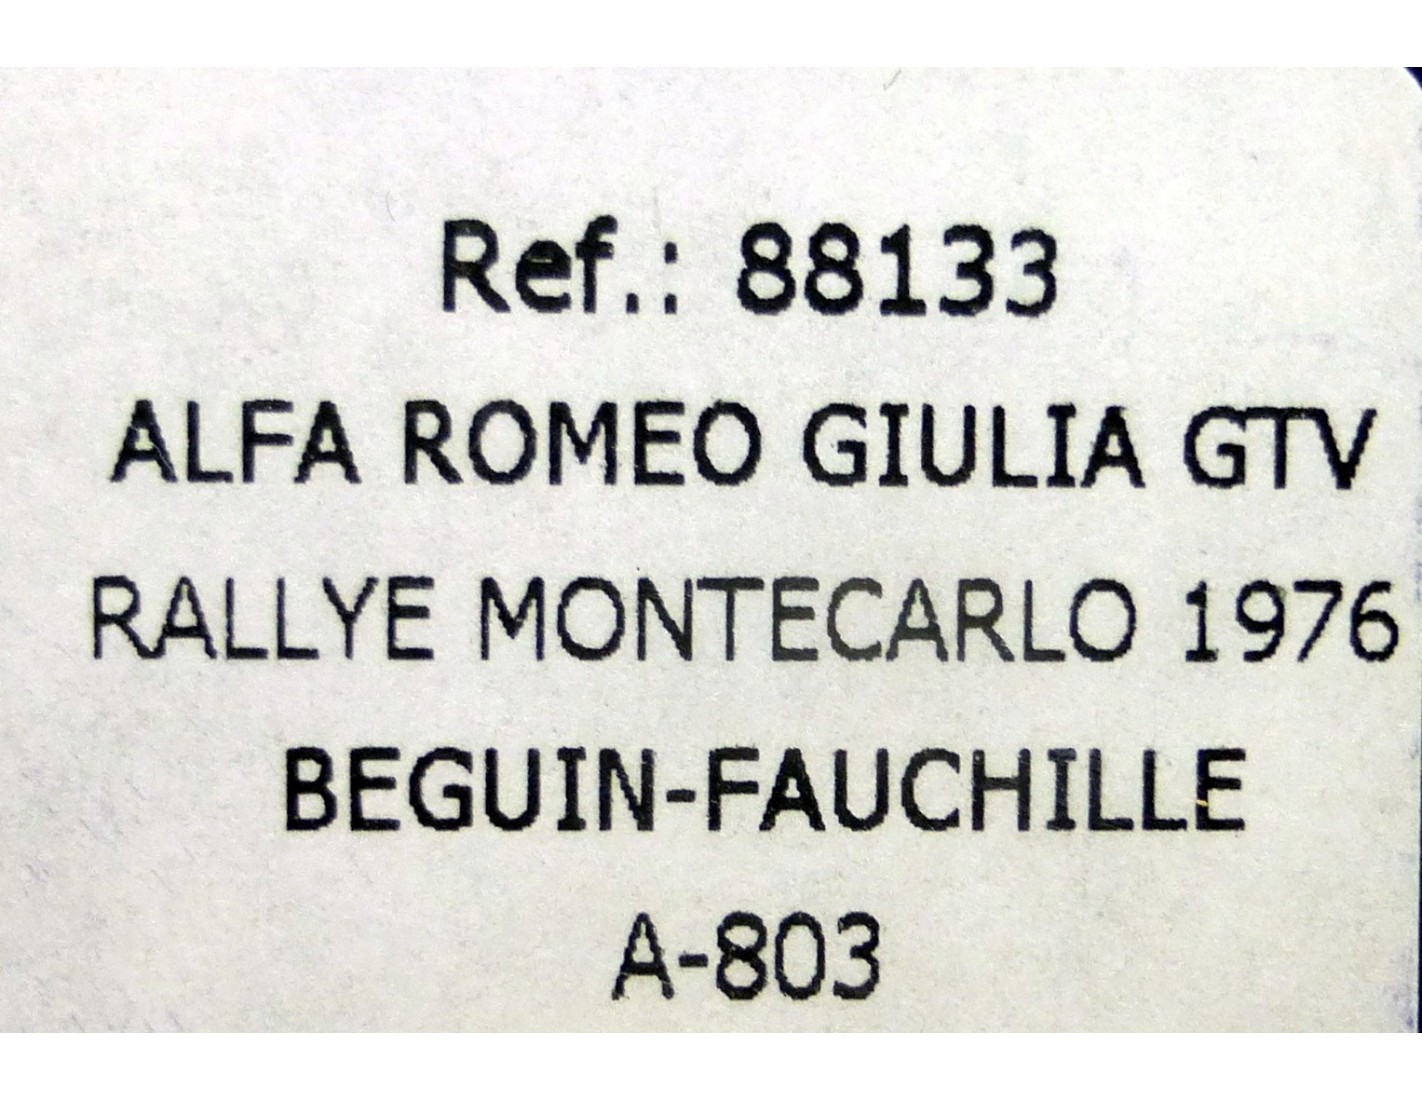 Ref.: 88133
ALFA ROMEO GIULIA GTV
RALLYE MONTECARLO 1976
BEGUIN-FAUCHILLE
A-803